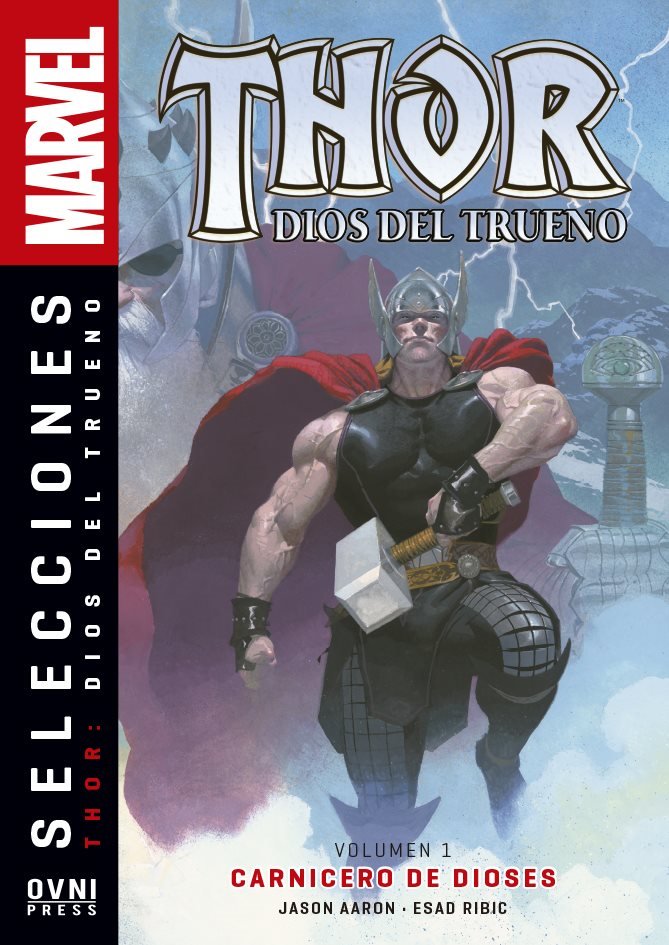 MARVEL
SELECCIONES
THOR: DIOS DEL TRUENO
OVNI
PRESS
THOR™
DIOS DEL TRUENO
VOLUMEN 1
CARNICERO DE DIOSES
JASON AARON · ESAD RIBIC